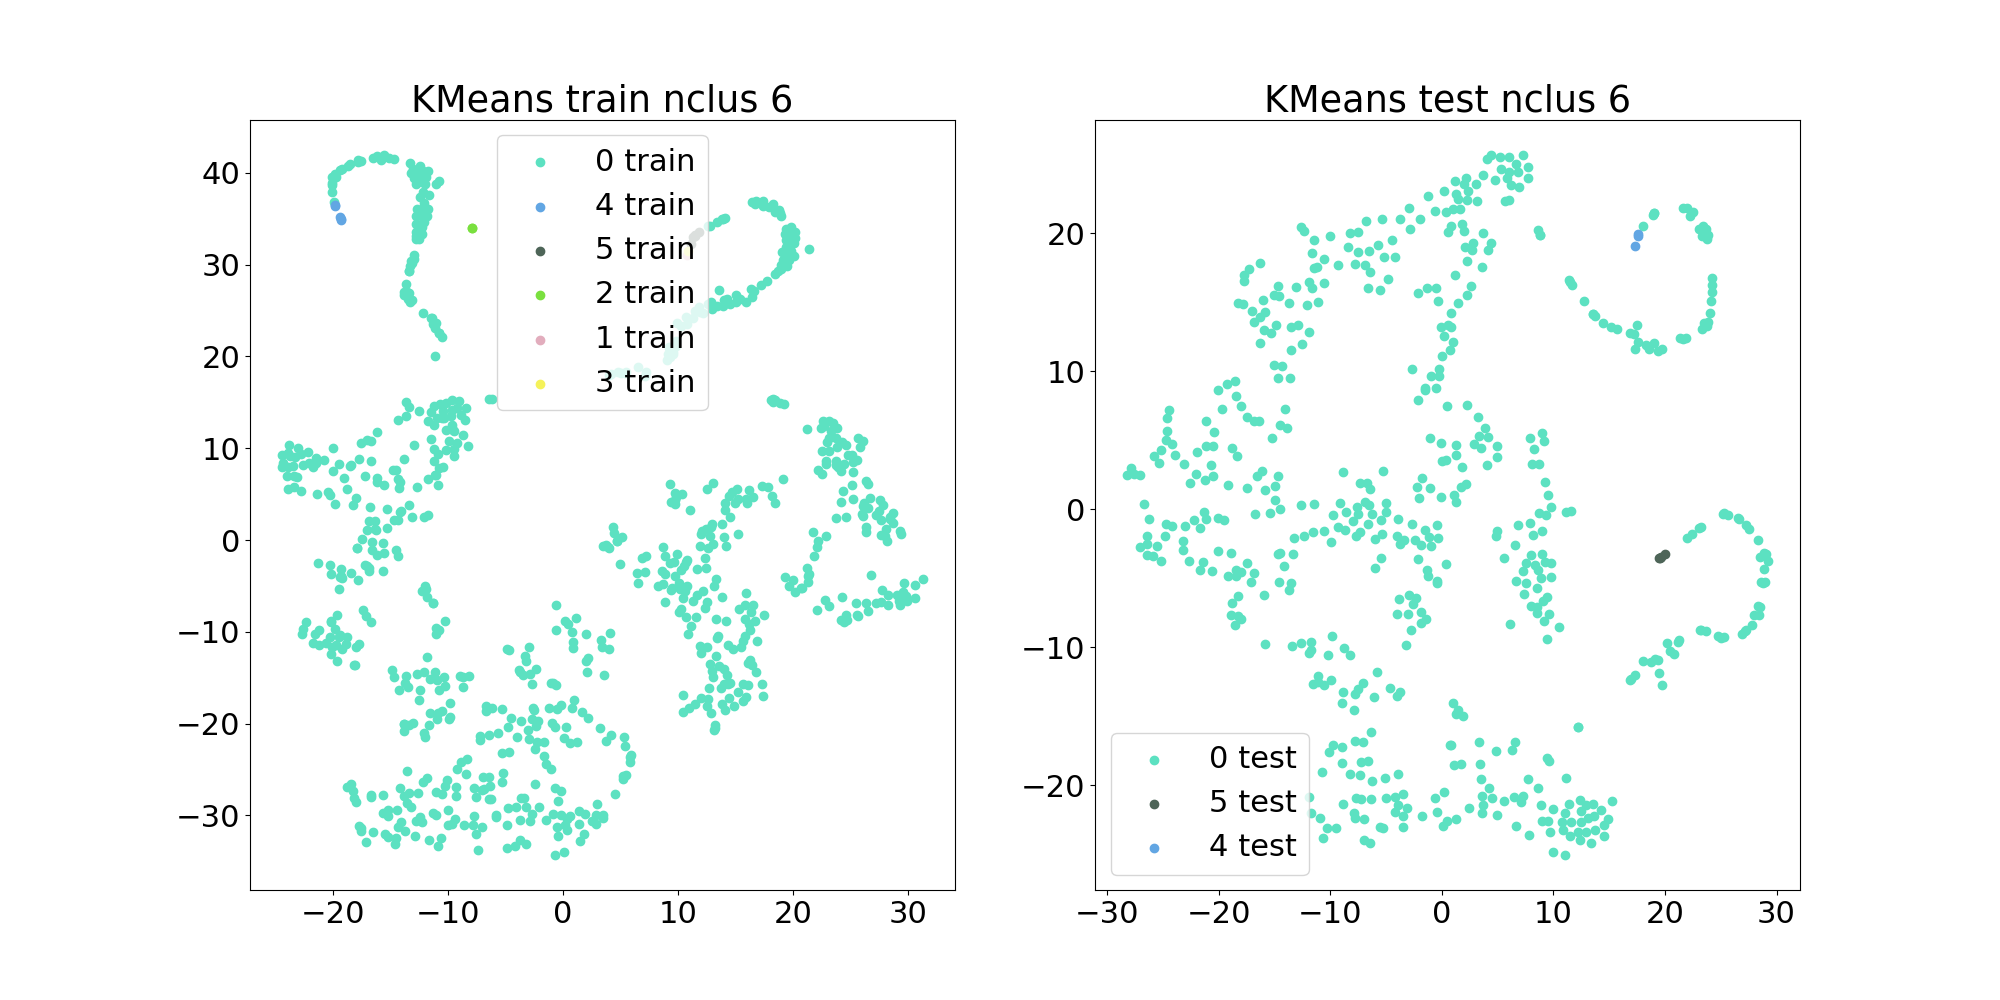 KMeans train nclus 6
40
30
20
10
0
−10
−20
−30
−20 −10 0 10 20 30
0 train
4 train
5 train
2 train
1 train
3 train
KMeans test nclus 6
20
10
0
−10
−20
−30 −20 −10 0 10 20 30
0 test
5 test
4 test